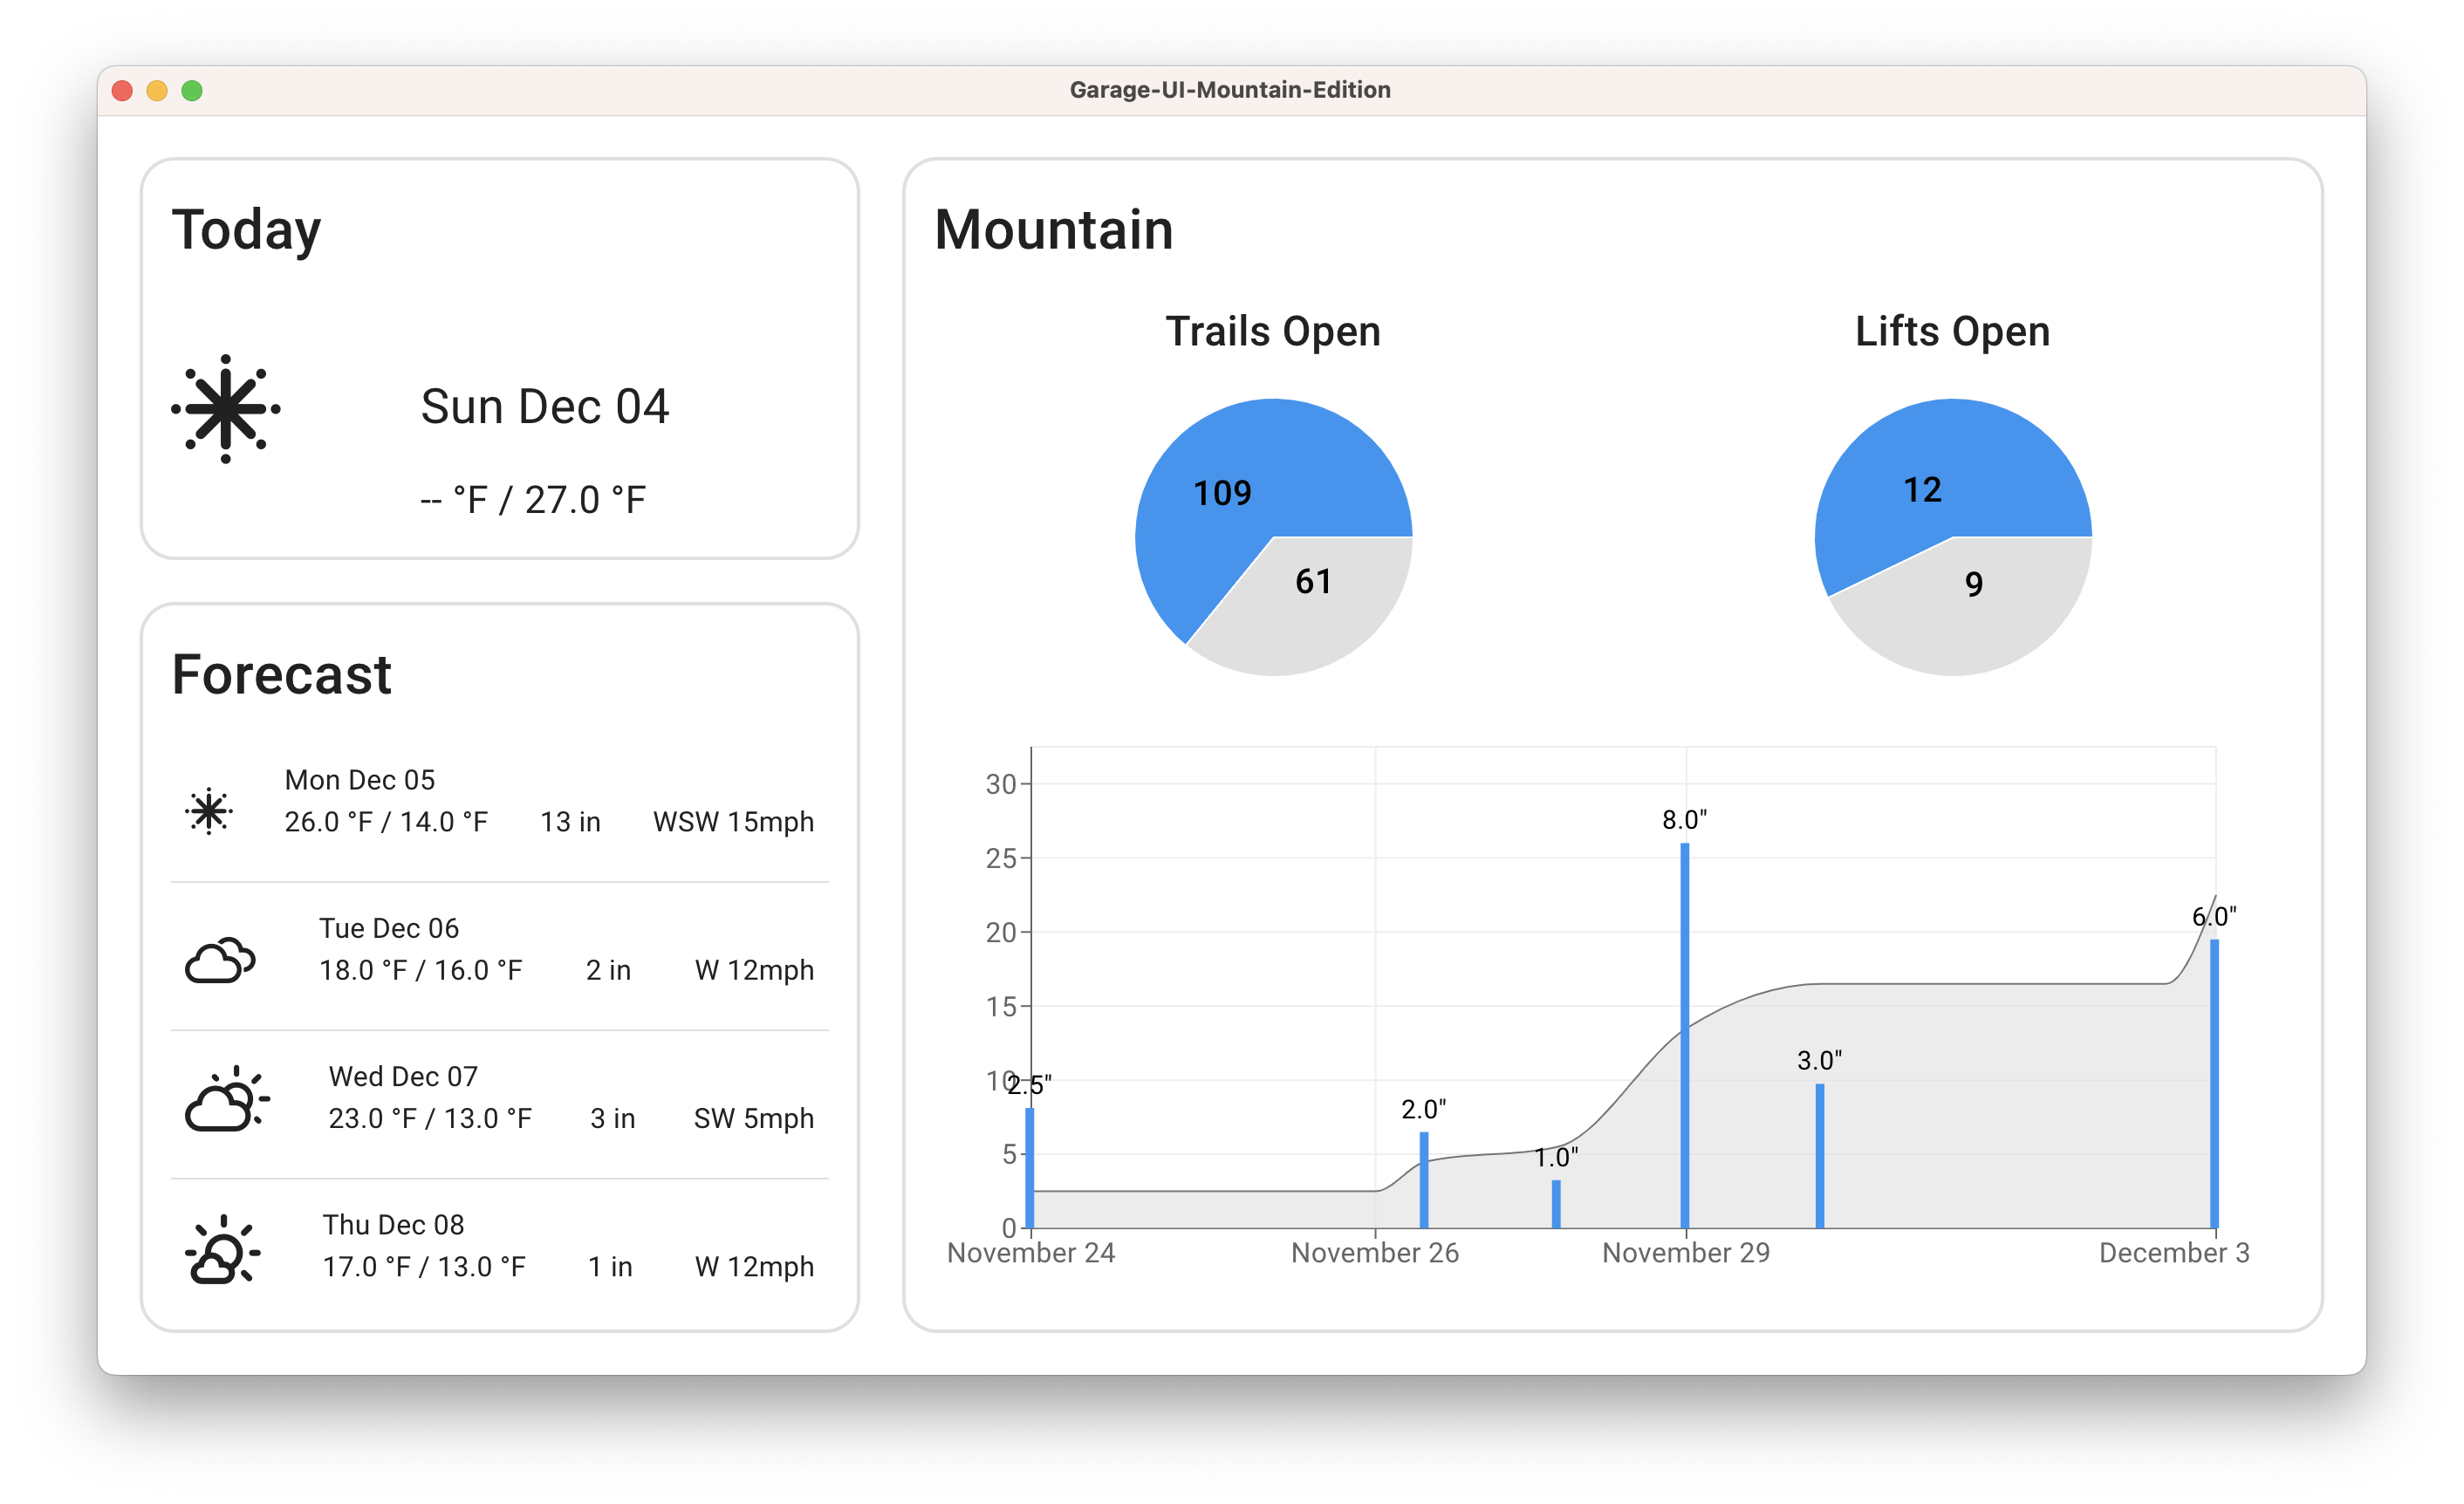 Garage-UI-Mountain-Edition
Today
Sun Dec 04
-- °F / 27.0 °F
Forecast
Mon Dec 05
26.0 °F / 14.0 °F 13 in WSW 15mph
Tue Dec 06
18.0 °F / 16.0 °F 2 in W 12mph
Wed Dec 07
23.0 °F / 13.0 °F 3 in SW 5mph
Thu Dec 08
17.0 °F / 13.0 °F 1 in W 12mph
Mountain
Trails Open
109
61
Lifts Open
12
9
30
25
20
15
10
5
0
2.5"
2.0"
1.0"
8.0"
3.0"
6.0"
November 24 November 26 November 29 December 3